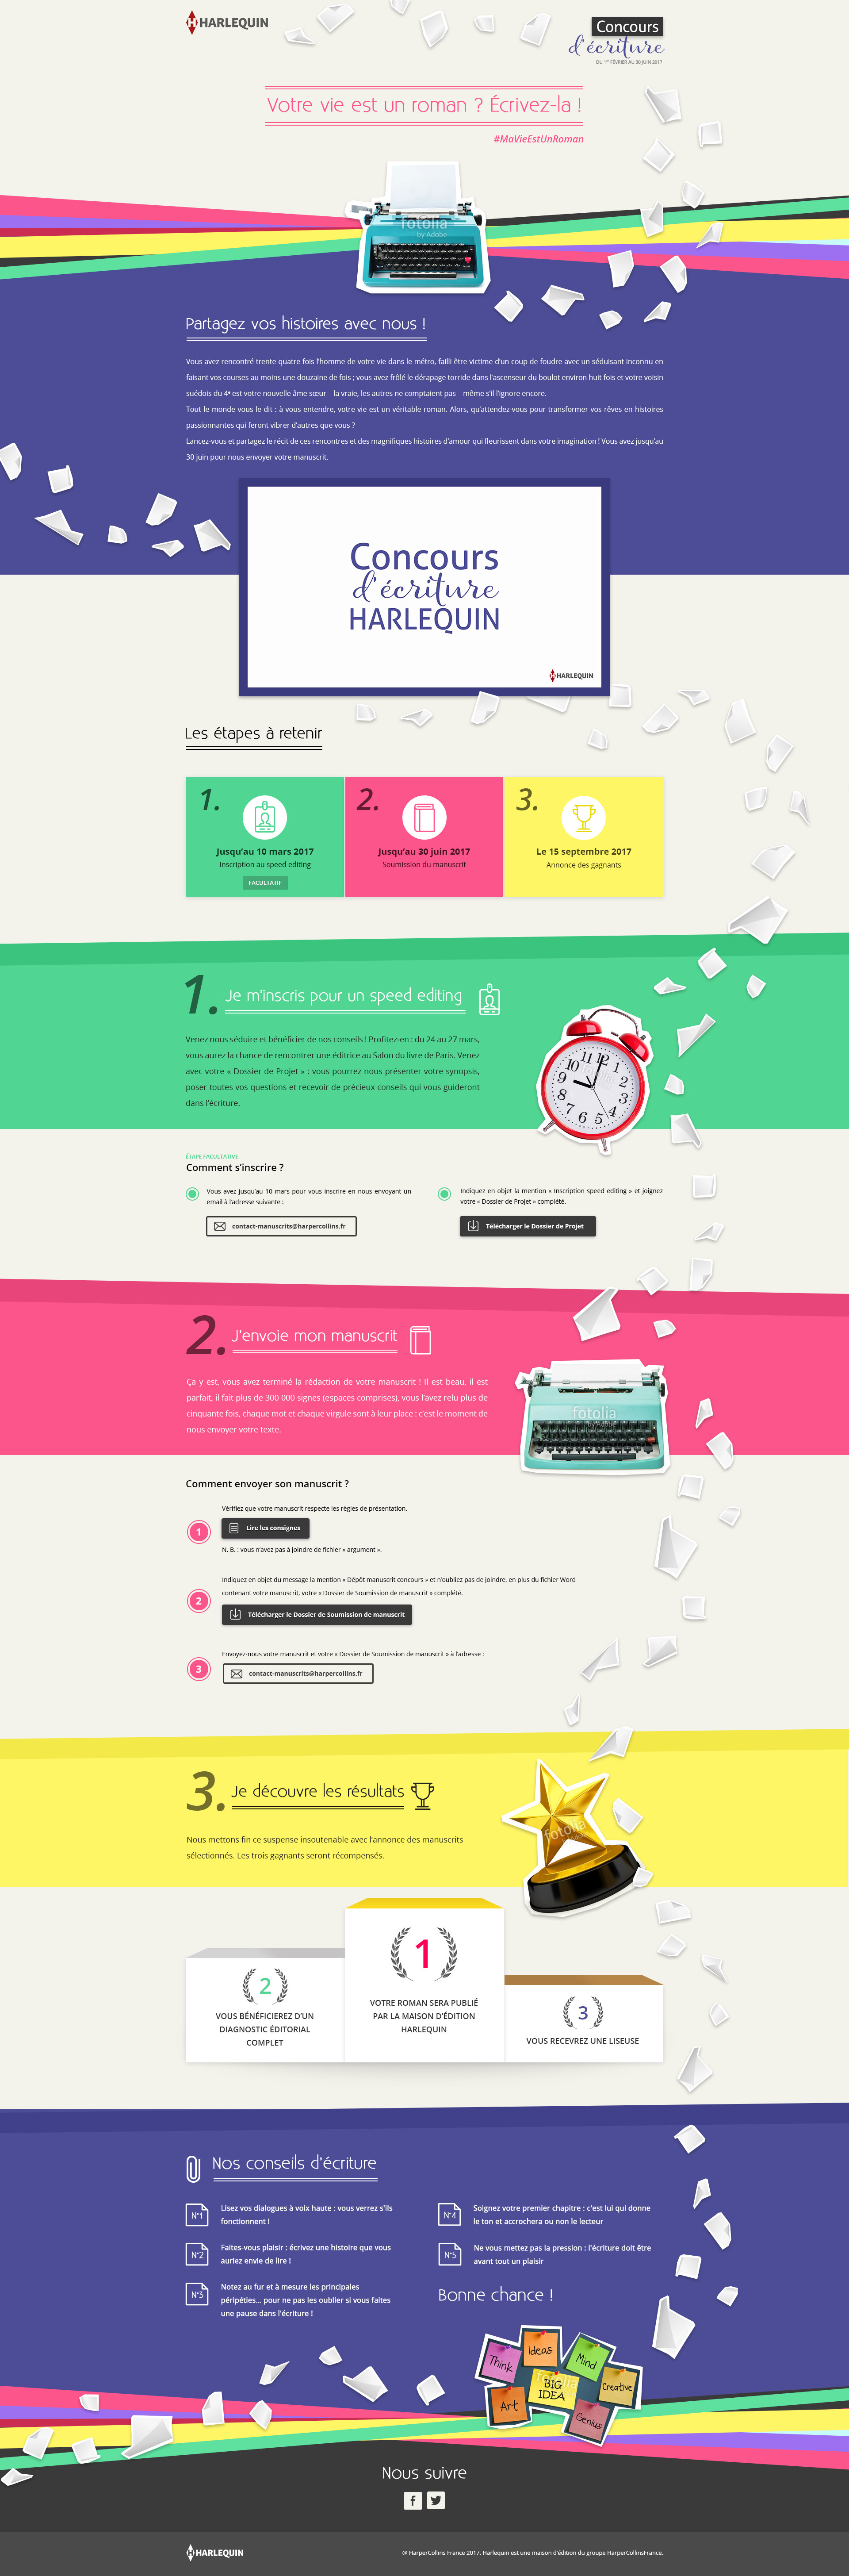 HARLEQUIN
Concours
d'écriture
DU 1er FÉVRIER AU 30 JUIN 2017
Votre vie est un roman ? Écrivez-la !
#MaVieEstUnRoman
fotolia
by Adobe
Partagez vos histoires avec nous !
Vous avez rencontré trente-quatre fois l'homme de votre vie dans le métro, failli être victime d'un coup de foudre avec un séduisant inconnu en
faisant vos courses au moins une douzaine de fois ; vous avez frôlé le dérapage torride dans l'ascenseur du boulot environ huit fois et votre voisin
suédois du 4e est votre nouvelle âme sœur – la vraie, les autres ne comptaient pas – même s'il l'ignore encore.
Tout le monde vous le dit : à vous entendre, votre vie est un véritable roman. Alors, qu'attendez-vous pour transformer vos rêves en histoires
passionnantes qui feront vibrer d'autres que vous ?
Lancez-vous et partagez le récit de ces rencontres et des magnifiques histoires d'amour qui fleurissent dans votre imagination ! Vous avez jusqu'au
30 juin pour nous envoyer votre manuscrit.
Concours
d'écriture
HARLEQUIN
HARLEQUIN
Les étapes à retenir
1.
Jusqu'au 10 mars 2017
Inscription au speed editing
FACULTATIF
2.
Jusqu'au 30 juin 2017
Soumission du manuscrit
3.
Le 15 septembre 2017
Annonce des gagnants
1. Je m'inscris pour un speed editing
Venez nous séduire et bénéficier de nos conseils ! Profitez-en : du 24 au 27 mars,
vous aurez la chance de rencontrer une éditrice au Salon du livre de Paris. Venez
avec votre « Dossier de Projet » : vous pourrez nous présenter votre synopsis,
poser toutes vos questions et recevoir de précieux conseils qui vous guideront
dans l'écriture.
12 1 2 3 4 5 6 7 8 9 10 11
ÉTAPE FACULTATIVE
Comment s'inscrire ?
Vous avez jusqu'au 10 mars pour vous inscrire en nous envoyant un
email à l'adresse suivante :
contact-manuscrits@harpercollins.fr
Indiquez en objet la mention « Inscription speed editing » et joignez
votre « Dossier de Projet » complété.
Télécharger le Dossier de Projet
2. J'envoie mon manuscrit
Ça y est, vous avez terminé la rédaction de votre manuscrit ! Il est beau, il est
parfait, il fait plus de 300 000 signes (espaces comprises), vous l'avez relu plus de
cinquante fois, chaque mot et chaque virgule sont à leur place : c'est le moment de
nous envoyer votre texte.
fotolia
Comment envoyer son manuscrit ?
1
Vérifiez que votre manuscrit respecte les règles de présentation.
Lire les consignes
N. B. : vous n'avez pas à joindre de fichier « argument ».
2
Indiquez en objet du message la mention « Dépôt manuscrit concours » et n'oubliez pas de joindre, en plus du fichier Word
contenant votre manuscrit, votre « Dossier de Soumission de manuscrit » complété.
Télécharger le Dossier de Soumission de manuscrit
3
Envoyez-nous votre manuscrit et votre « Dossier de Soumission de manuscrit » à l'adresse :
contact-manuscrits@harpercollins.fr
3. Je découvre les résultats
Nous mettons fin ce suspense insoutenable avec l'annonce des manuscrits
sélectionnés. Les trois gagnants seront récompensés.
fotolia
1
VOTRE ROMAN SERA PUBLIÉ
PAR LA MAISON D'ÉDITION
HARLEQUIN
2
VOUS BÉNÉFICIEREZ D'UN
DIAGNOSTIC ÉDITORIAL
COMPLET
3
VOUS RECEVREZ UNE LISEUSE
Nos conseils d'écriture
N°1
Lisez vos dialogues à voix haute : vous verrez s'ils
fonctionnent !
N°2
Faites-vous plaisir : écrivez une histoire que vous
auriez envie de lire !
N°3
Notez au fur et à mesure les principales
péripéties... pour ne pas les oublier si vous faites
une pause dans l'écriture !
N°4
Soignez votre premier chapitre : c'est lui qui donne
le ton et accrochera ou non le lecteur
N°5
Ne vous mettez pas la pression : l'écriture doit être
avant tout un plaisir
Bonne chance !
Think
Ideas
Mind
BIG
IDEA
Creative
Art
Genius
Nous suivre
HARLEQUIN
@ HarperCollins France 2017. Harlequin est une maison d'édition du groupe HarperCollinsFrance.